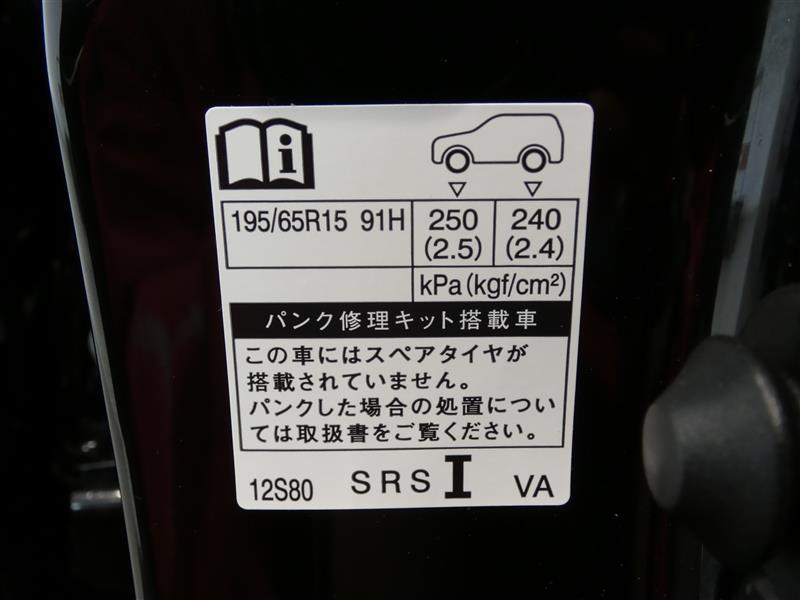 i
195/65R15 91H 250 240
(2.5) (2.4)
kPa(kgf/cm²)
パンク修理キット搭載車
この車にはスペアタイヤが
搭載されていません。
パンクした場合の処置につい
ては取扱書をご覧ください。
12S80 SRS I VA